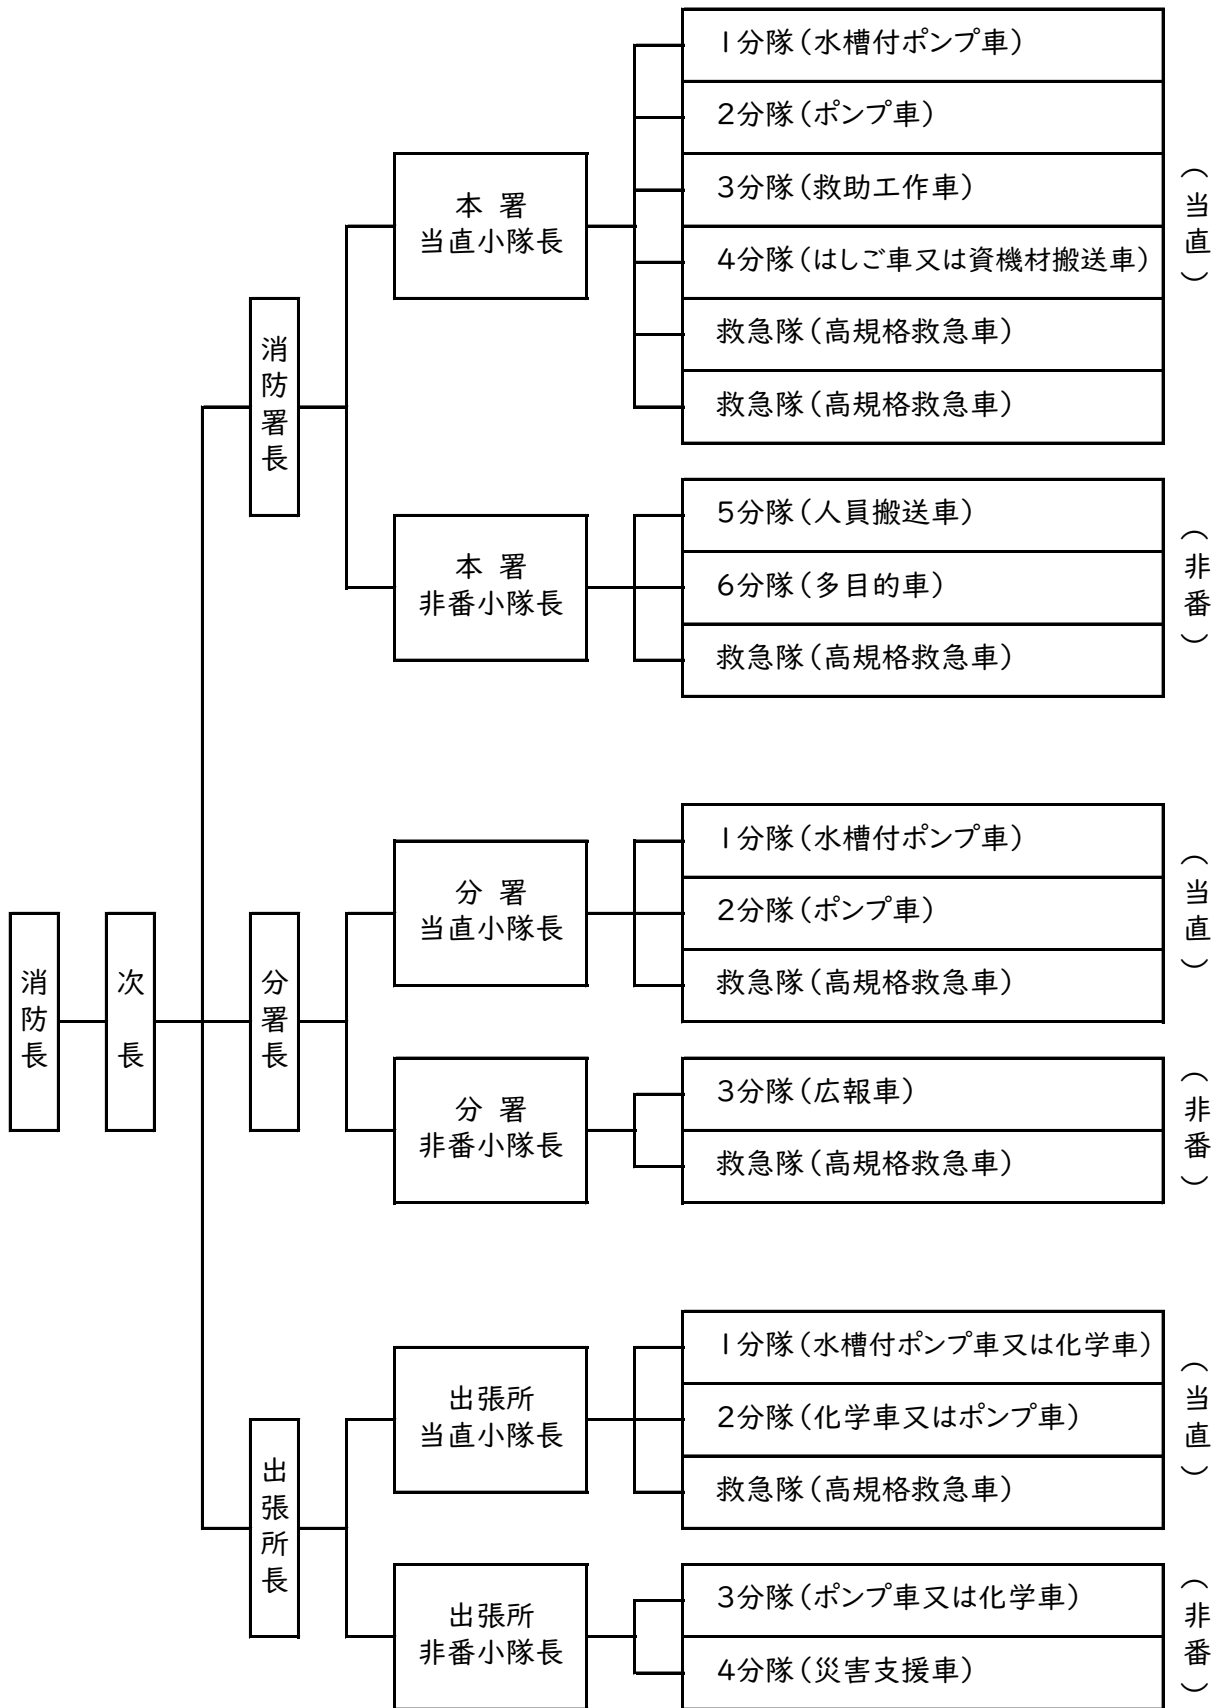 消防長
次長
消防署長
本署
当直小隊長
1分隊(水槽付ポンプ車)
2分隊(ポンプ車)
3分隊(救助工作車)
4分隊(はしご車又は資機材搬送車)
救急隊(高規格救急車)
救急隊(高規格救急車)
(当直)
本署
非番小隊長
5分隊(人員搬送車)
6分隊(多目的車)
救急隊(高規格救急車)
(非番)
分署長
分署
当直小隊長
1分隊(水槽付ポンプ車)
2分隊(ポンプ車)
救急隊(高規格救急車)
(当直)
分署
非番小隊長
3分隊(広報車)
救急隊(高規格救急車)
(非番)
出張所長
出張所
当直小隊長
1分隊(水槽付ポンプ車又は化学車)
2分隊(化学車又はポンプ車)
救急隊(高規格救急車)
(当直)
出張所
非番小隊長
3分隊(ポンプ車又は化学車)
4分隊(災害支援車)
(非番)